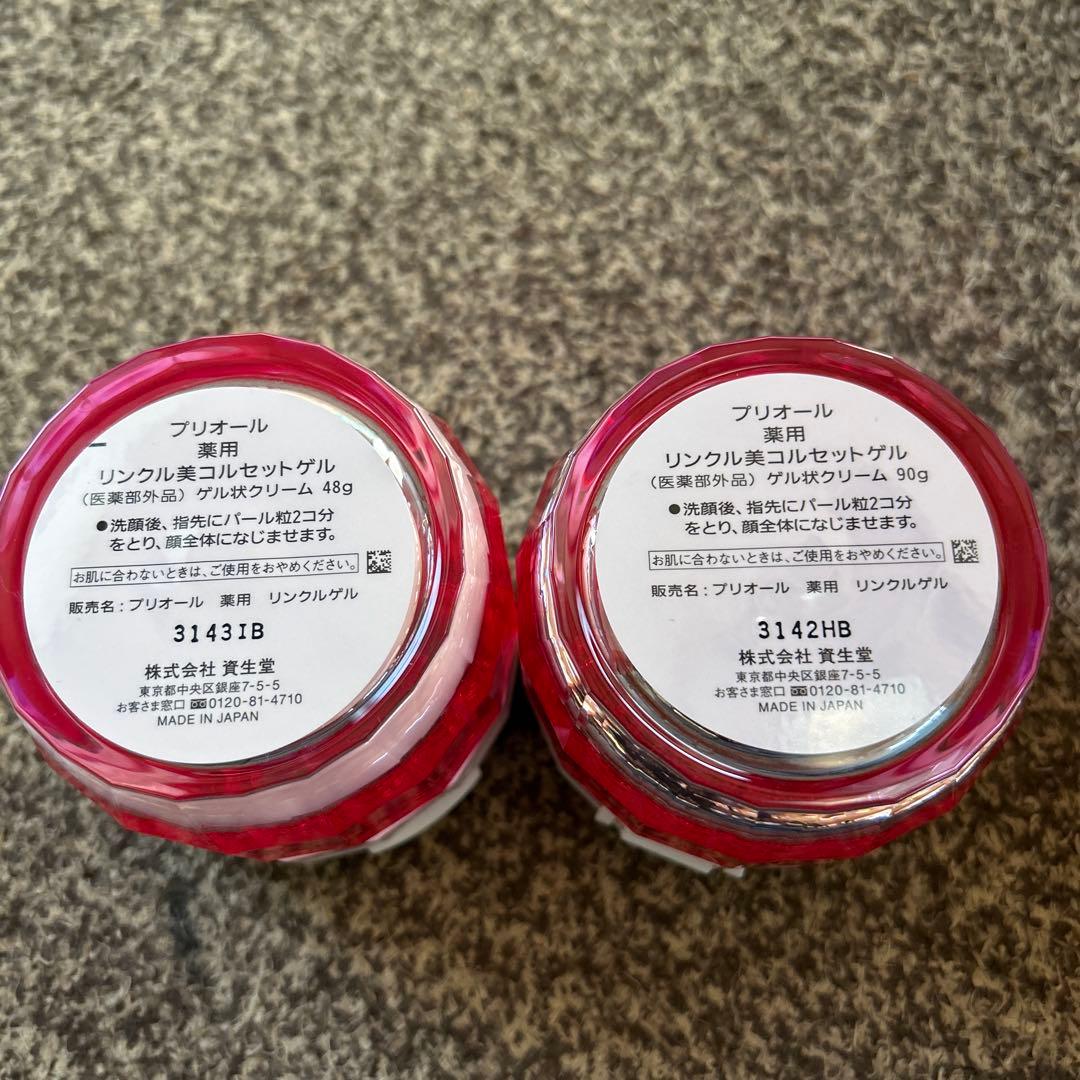 プリオール
薬用
リンクル美コルセットゲル
（医薬部外品）ゲル状クリーム 48g
●洗顔後、指先にパール粒2コ分
をとり、顔全体になじませます。
お肌に合わないときは、ご使用をおやめください。
販売名：プリオール 薬用 リンクルゲル
3143IB
株式会社 資生堂
東京都中央区銀座7-5-5
お客さま窓口 0120-81-4710
MADE IN JAPAN
プリオール
薬用
リンクル美コルセットゲル
（医薬部外品）ゲル状クリーム 90g
●洗顔後、指先にパール粒2コ分
をとり、顔全体になじませます。
お肌に合わないときは、ご使用をおやめください。
販売名：プリオール 薬用 リンクルゲル
3142HB
株式会社 資生堂
東京都中央区銀座7-5-5
お客さま窓口 0120-81-4710
MADE IN JAPAN